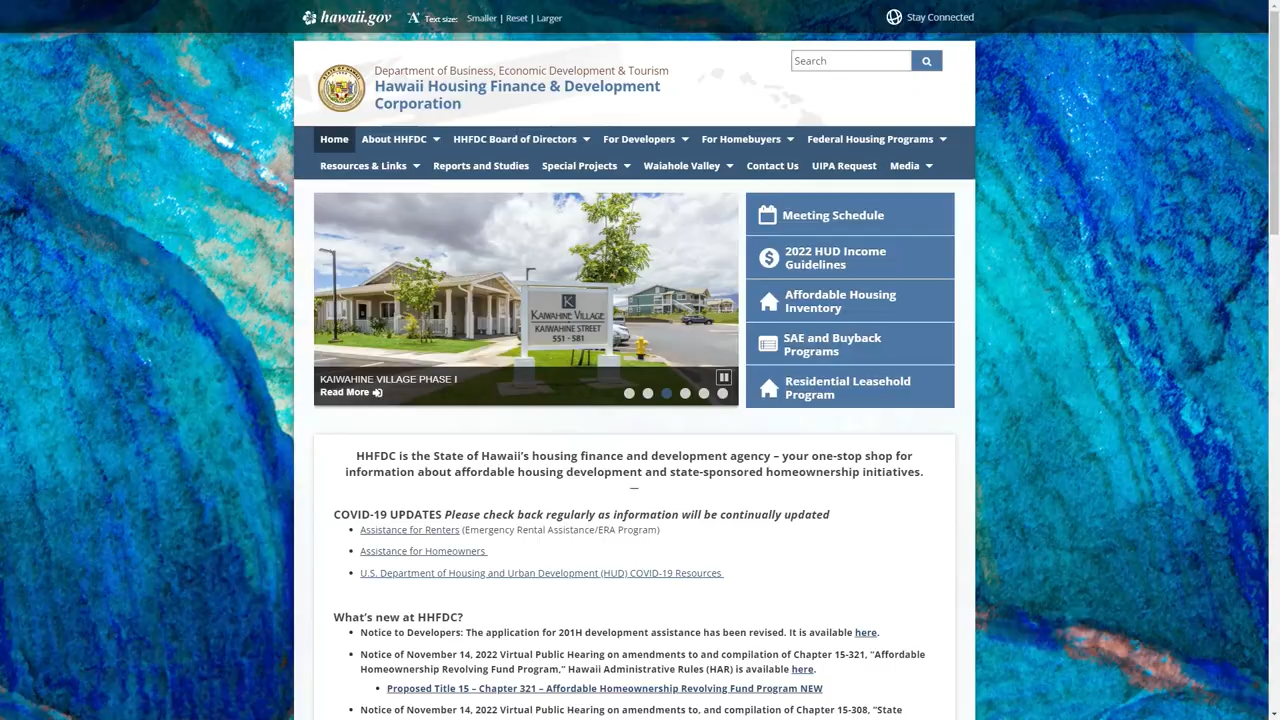 hawaii.gov
Text size: Smaller | Reset | Larger
Stay Connected
Department of Business, Economic Development & Tourism
Hawaii Housing Finance & Development
Corporation
Search
Home About HHFDC HHFDC Board of Directors For Developers For Homebuyers Federal Housing Programs
Resources & Links Reports and Studies Special Projects Waiahole Valley Contact Us UIPA Request Media
K
KAIWAHINE VILLAGE
KAIWAHINE STREET
551 - 581
KAIWAHINE VILLAGE PHASE I
Read More
Meeting Schedule
2022 HUD Income
Guidelines
Affordable Housing
Inventory
SAE and Buyback
Programs
Residential Leasehold
Program
HHFDC is the State of Hawaii’s housing finance and development agency – your one-stop shop for
information about affordable housing development and state-sponsored homeownership initiatives.
—
COVID-19 UPDATES Please check back regularly as information will be continually updated
• Assistance for Renters (Emergency Rental Assistance/ERA Program)
• Assistance for Homeowners
• U.S. Department of Housing and Urban Development (HUD) COVID-19 Resources
What’s new at HHFDC?
• Notice to Developers: The application for 201H development assistance has been revised. It is available here.
• Notice of November 14, 2022 Virtual Public Hearing on amendments to and compilation of Chapter 15-321, “Affordable
Homeownership Revolving Fund Program,” Hawaii Administrative Rules (HAR) is available here.
• Proposed Title 15 – Chapter 321 – Affordable Homeownership Revolving Fund Program NEW
• Notice of November 14, 2022 Virtual Public Hearing on amendments to, and compilation of Chapter 15-308, “State